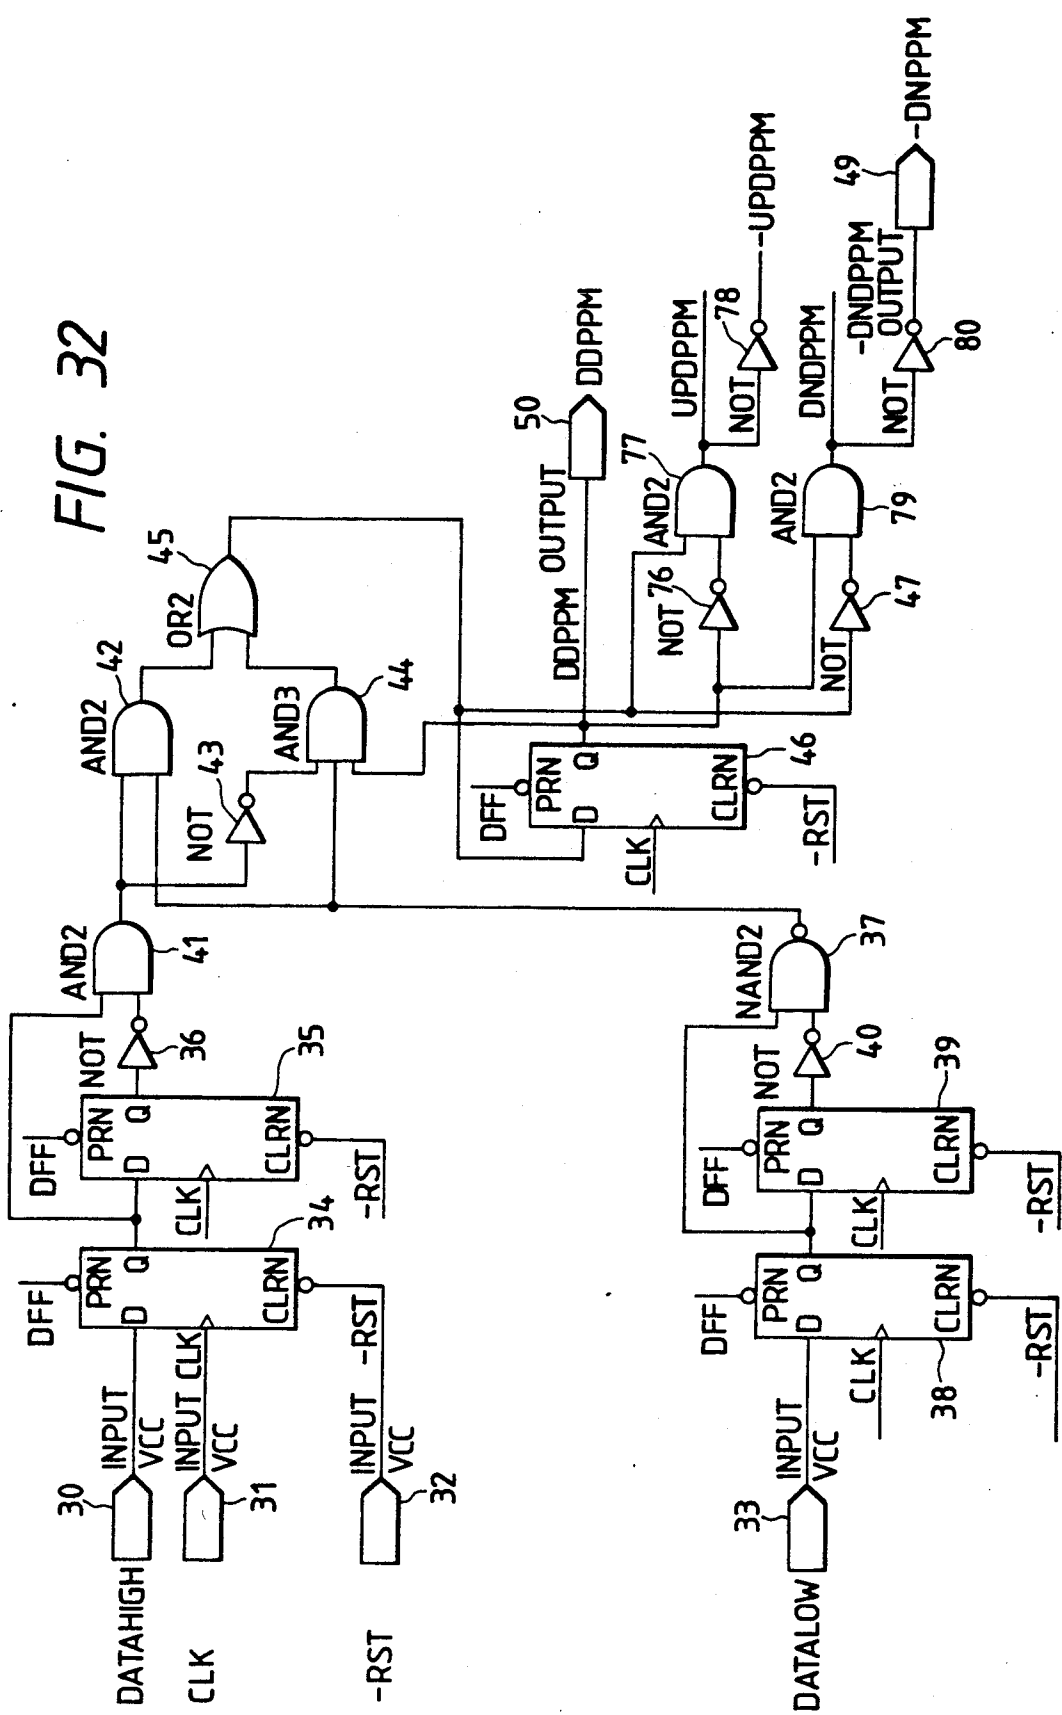 FIG. 32
DATAHIGH
30
INPUT
VCC
CLK
31
INPUT
VCC
CLK
-RST
32
INPUT
VCC
-RST
DFF
PRN
D
Q
CLRN
34
DFF
PRN
D
Q
CLK
CLRN
35
-RST
NOT
36
AND2
41
NOT
43
AND2
42
AND3
44
OR2
45
DATALOW
33
INPUT
VCC
DFF
PRN
D
Q
CLK
CLRN
38
-RST
DFF
PRN
D
Q
CLK
CLRN
39
-RST
NOT
40
NAND2
37
DFF
PRN
D
Q
CLK
CLRN
46
-RST
DDPPM
OUTPUT
50
DDPPM
NOT
76
AND2
77
UPDPPM
NOT
78
-UPDPPM
NOT
47
AND2
79
DNDPPM
NOT
80
-DNDPPM
OUTPUT
49
-DNPPM